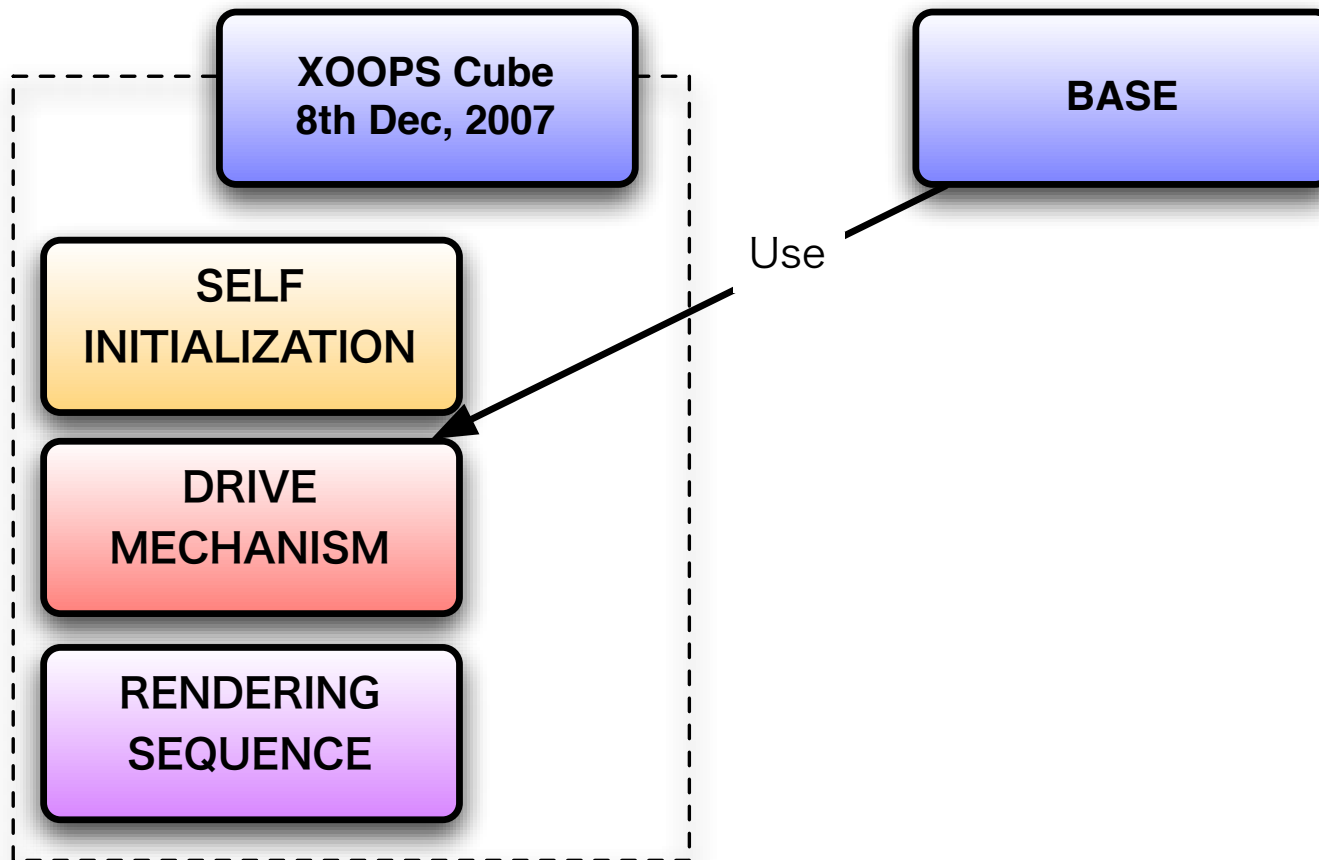 XOOPS Cube
8th Dec, 2007
BASE
Use
SELF
INITIALIZATION
DRIVE
MECHANISM
RENDERING
SEQUENCE